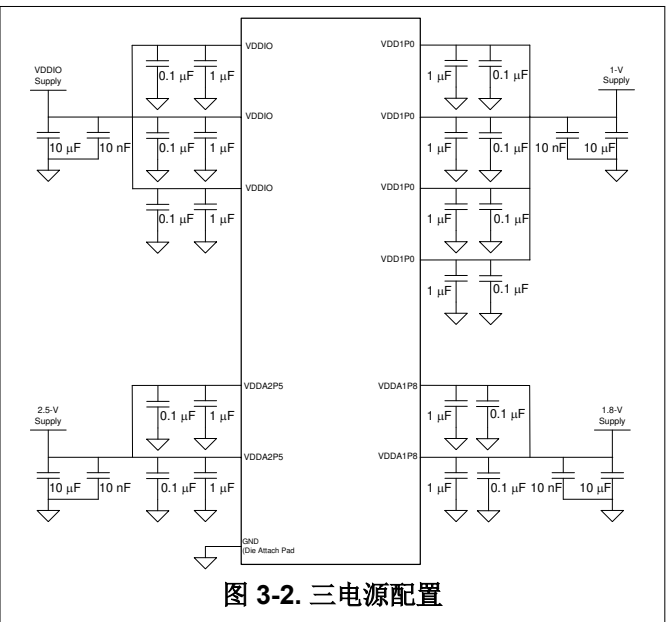 VDDIO
Supply
10 µF
10 nF
0.1 µF
1 µF
VDDIO
0.1 µF
1 µF
VDDIO
0.1 µF
1 µF
VDDIO
VDD1P0
1 µF
0.1 µF
VDD1P0
1 µF
0.1 µF
VDD1P0
1 µF
0.1 µF
VDD1P0
1 µF
0.1 µF
1-V
Supply
10 nF
10 µF
2.5-V
Supply
10 µF
10 nF
0.1 µF
1 µF
VDDA2P5
0.1 µF
1 µF
VDDA2P5
VDDA1P8
1 µF
0.1 µF
VDDA1P8
1 µF
0.1 µF
10 nF
10 µF
1.8-V
Supply
GND
(Die Attach Pad
图 3-2. 三电源配置